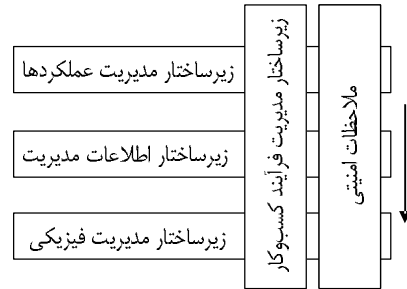 ملاحظات امنیتی
زیرساختار مدیریت فرآیند کسب‌وکار
زیرساختار مدیریت عملکردها
زیرساختار اطلاعات مدیریت
زیرساختار مدیریت فیزیکی